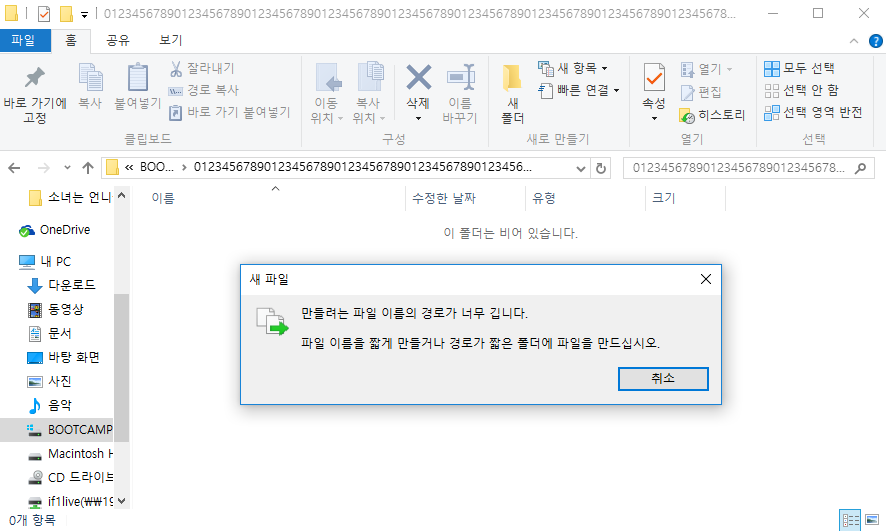 0123456789012345678901234567890123456789012345678901234567890123456789012345678...
파일
홈
공유
보기
바로 가기에 고정
복사
붙여넣기
잘라내기
경로 복사
바로 가기 붙여넣기
클립보드
이동 위치
복사 위치
삭제
이름 바꾸기
구성
새 폴더
새 항목
빠른 연결
새로 만들기
속성
열기
편집
히스토리
열기
모두 선택
선택 안 함
선택 영역 반전
선택
« BOO... › 012345678901234567890123456789012345678901234567890123456...
012345678901234567890123456789012345678...
소녀는 언니
OneDrive
내 PC
다운로드
동영상
문서
바탕 화면
사진
음악
BOOTCAMP
Macintosh H
CD 드라이브
if1live(₩₩19
이름
수정한 날짜
유형
크기
이 폴더는 비어 있습니다.
새 파일
만들려는 파일 이름의 경로가 너무 깁니다.
파일 이름을 짧게 만들거나 경로가 짧은 폴더에 파일을 만드십시오.
취소
0개 항목